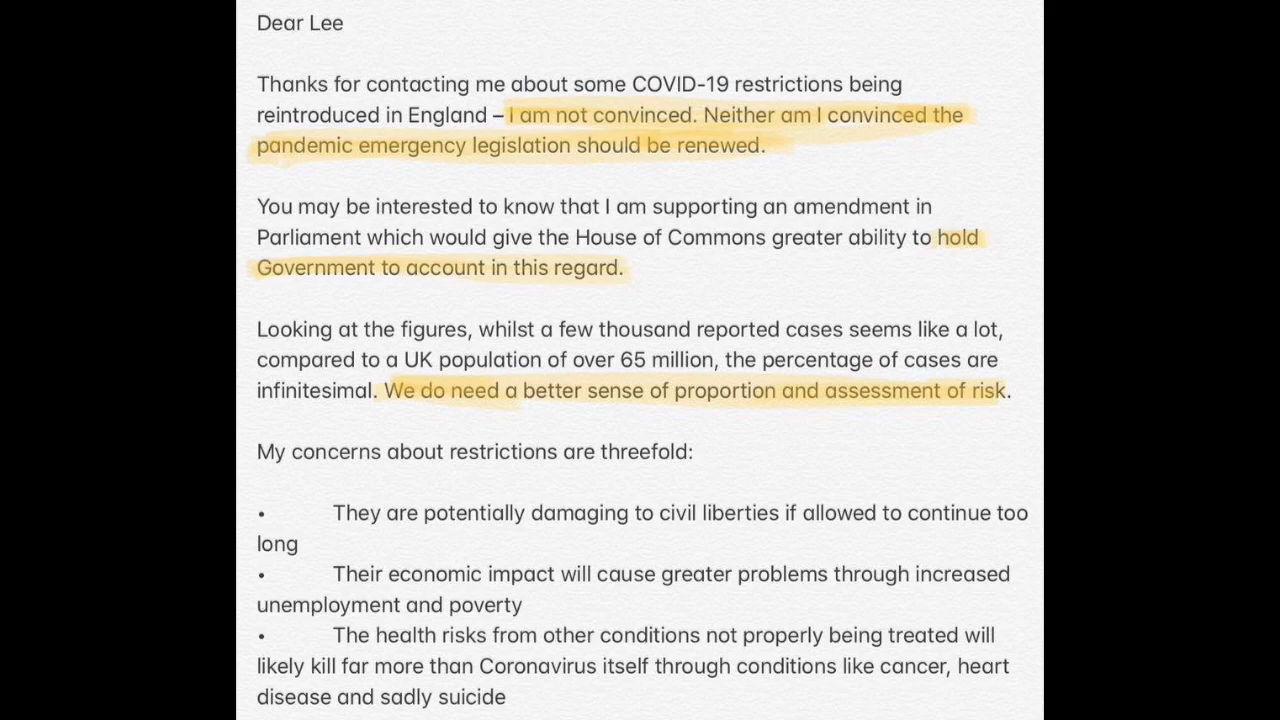 Dear Lee
Thanks for contacting me about some COVID-19 restrictions being
reintroduced in England – I am not convinced. Neither am I convinced the
pandemic emergency legislation should be renewed.
You may be interested to know that I am supporting an amendment in
Parliament which would give the House of Commons greater ability to hold
Government to account in this regard.
Looking at the figures, whilst a few thousand reported cases seems like a lot,
compared to a UK population of over 65 million, the percentage of cases are
infinitesimal. We do need a better sense of proportion and assessment of risk.
My concerns about restrictions are threefold:
• They are potentially damaging to civil liberties if allowed to continue too
long
• Their economic impact will cause greater problems through increased
unemployment and poverty
• The health risks from other conditions not properly being treated will
likely kill far more than Coronavirus itself through conditions like cancer, heart
disease and sadly suicide